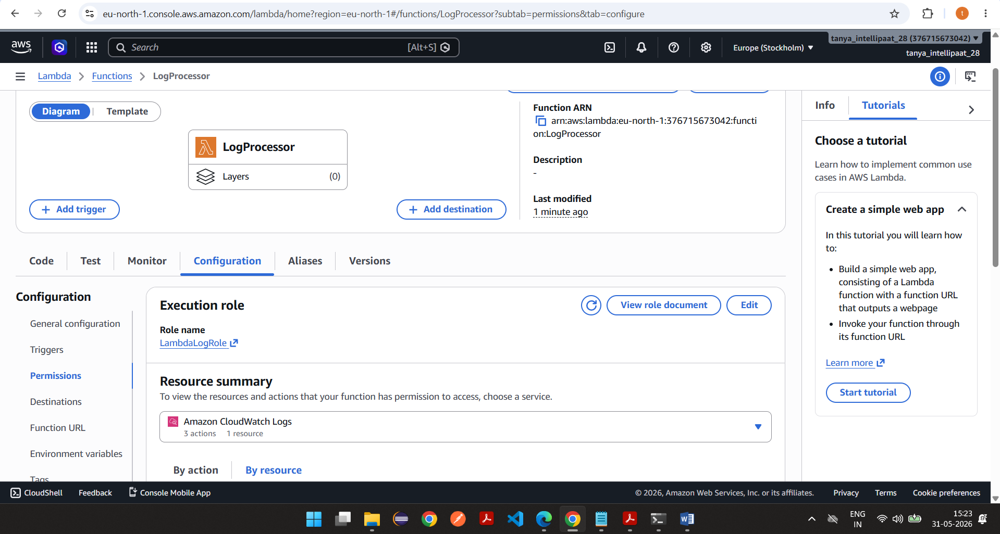 eu-north-1.console.aws.amazon.com/lambda/home?region=eu-north-1#/functions/LogProcessor?subtab=permissions&tab=configure
t
aws
Search
[Alt+S]
Europe (Stockholm)
tanya_intellipaat_28 (376715673042)
tanya_intellipaat_28
Lambda
Functions
LogProcessor
Diagram
Template
LogProcessor
Layers
(0)
Add trigger
Add destination
Function ARN
arn:aws:lambda:eu-north-1:376715673042:functi
on:LogProcessor
Description
-
Last modified
1 minute ago
Info
Tutorials
Choose a tutorial
Learn how to implement common use
cases in AWS Lambda.
Create a simple web app
In this tutorial you will learn how
to:
• Build a simple web app,
consisting of a Lambda
function with a function URL
that outputs a webpage
• Invoke your function through
its function URL
Learn more
Start tutorial
Code
Test
Monitor
Configuration
Aliases
Versions
Configuration
General configuration
Triggers
Permissions
Destinations
Function URL
Environment variables
Tags
Execution role
View role document
Edit
Role name
LambdaLogRole
Resource summary
To view the resources and actions that your function has permission to access, choose a service.
Amazon CloudWatch Logs
3 actions 1 resource
By action
By resource
CloudShell
Feedback
Console Mobile App
© 2026, Amazon Web Services, Inc. or its affiliates.
Privacy
Terms
Cookie preferences
ENG
IN
15:23
31-05-2026